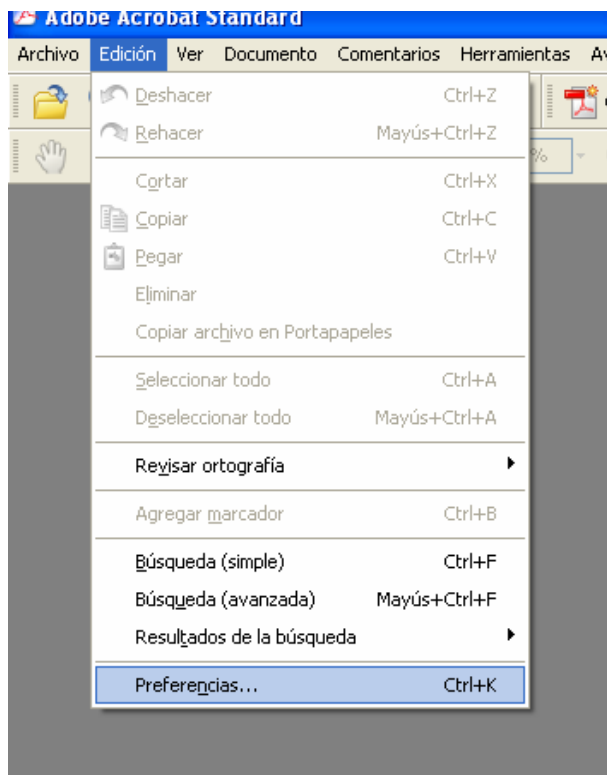 Adobe Acrobat Standard
Archivo Edición Ver Documento Comentarios Herramientas
Deshacer Ctrl+Z
Rehacer Mayús+Ctrl+Z
%
Cortar Ctrl+X
Copiar Ctrl+C
Pegar Ctrl+V
Eliminar
Copiar archivo en Portapapeles
Seleccionar todo Ctrl+A
Deseleccionar todo Mayús+Ctrl+A
Revisar ortografía
Agregar marcador Ctrl+B
Búsqueda (simple) Ctrl+F
Búsqueda (avanzada) Mayús+Ctrl+F
Resultados de la búsqueda
Preferencias... Ctrl+K